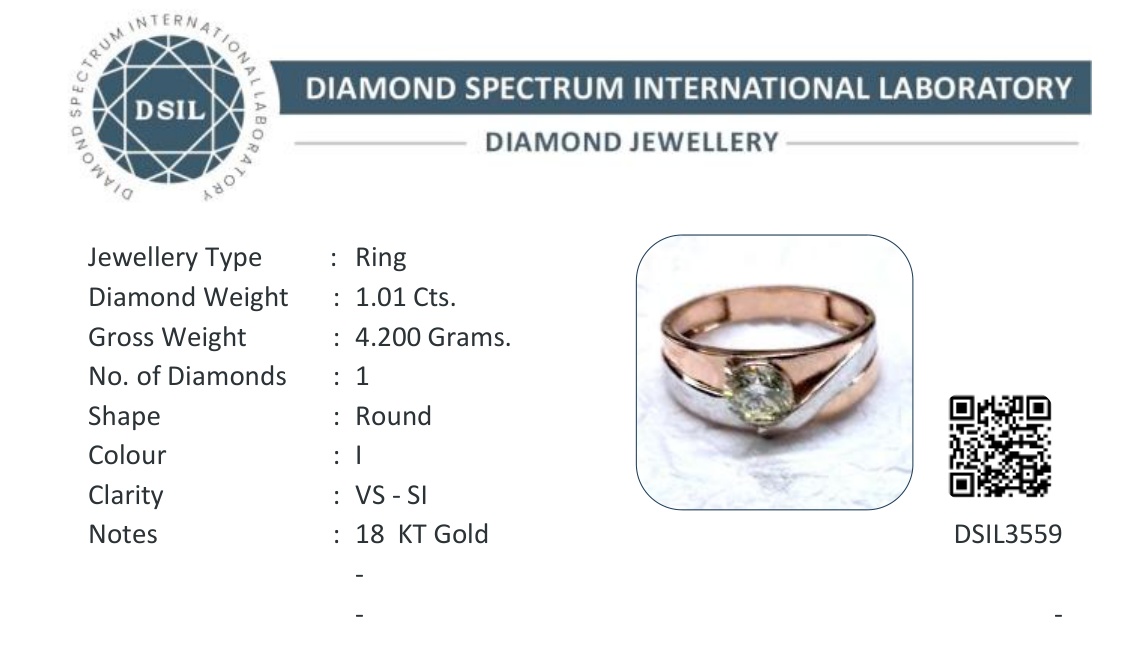 DIAMOND SPECTRUM INTERNATIONAL LABORATORY
DSIL
DIAMOND SPECTRUM INTERNATIONAL LABORATORY
DIAMOND JEWELLERY
Jewellery Type : Ring
Diamond Weight : 1.01 Cts.
Gross Weight : 4.200 Grams.
No. of Diamonds : 1
Shape : Round
Colour : I
Clarity : VS - SI
Notes : 18 KT Gold
-
-
DSIL3559
-